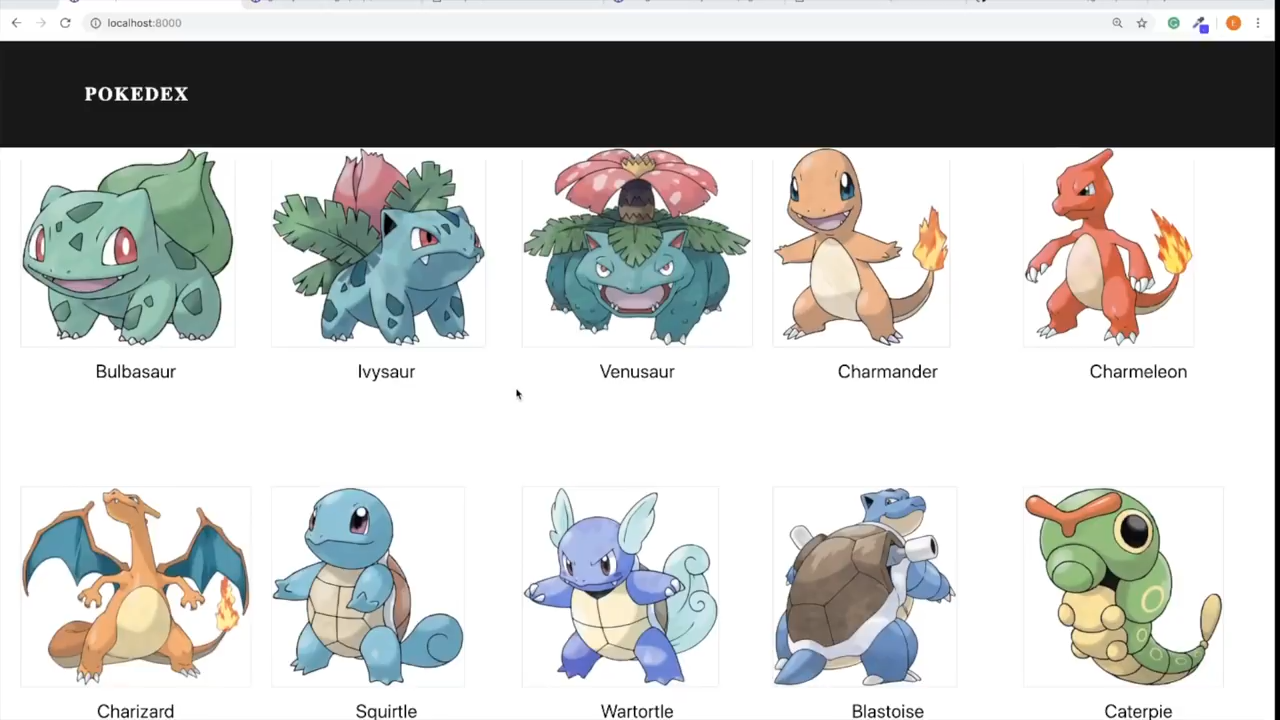 localhost:8000
E
POKEDEX
Bulbasaur
Ivysaur
Venusaur
Charmander
Charmeleon
Charizard
Squirtle
Wartortle
Blastoise
Caterpie